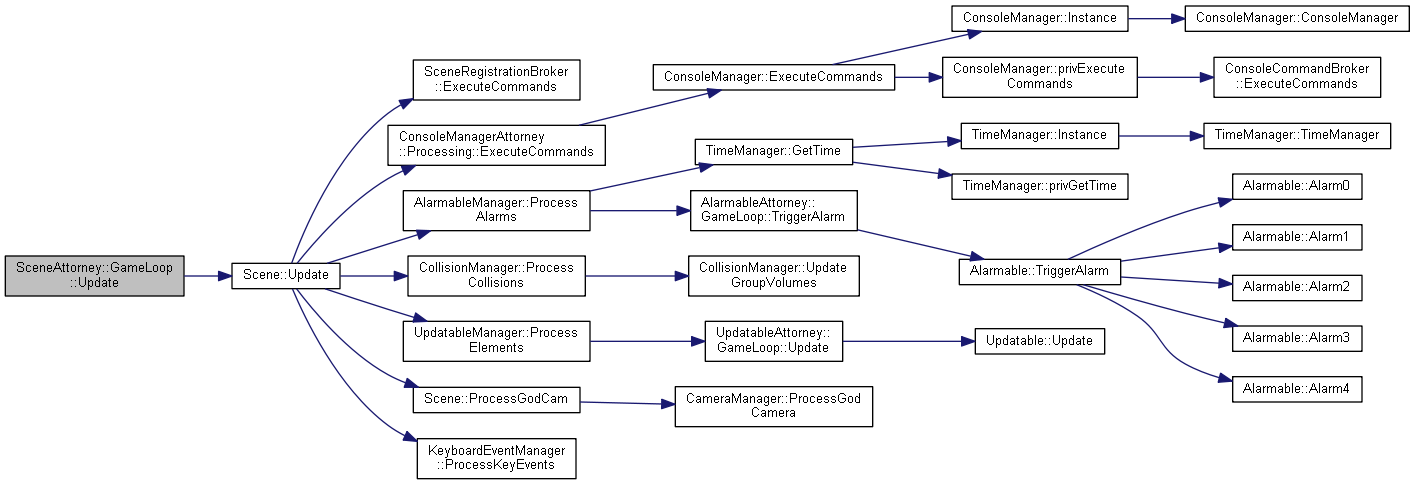 SceneAttorney::GameLoop
::Update
Scene::Update
SceneRegistrationBroker
::ExecuteCommands
ConsoleManagerAttorney
::Processing::ExecuteCommands
AlarmableManager::Process
Alarms
CollisionManager::Process
Collisions
UpdatableManager::Process
Elements
Scene::ProcessGodCam
KeyboardEventManager
::ProcessKeyEvents
ConsoleManager::ExecuteCommands
TimeManager::GetTime
AlarmableAttorney::
GameLoop::TriggerAlarm
CollisionManager::Update
GroupVolumes
UpdatableAttorney::
GameLoop::Update
CameraManager::ProcessGod
Camera
ConsoleManager::Instance
ConsoleManager::privExecute
Commands
TimeManager::Instance
TimeManager::privGetTime
Alarmable::TriggerAlarm
Updatable::Update
ConsoleManager::ConsoleManager
ConsoleCommandBroker
::ExecuteCommands
TimeManager::TimeManager
Alarmable::Alarm0
Alarmable::Alarm1
Alarmable::Alarm2
Alarmable::Alarm3
Alarmable::Alarm4